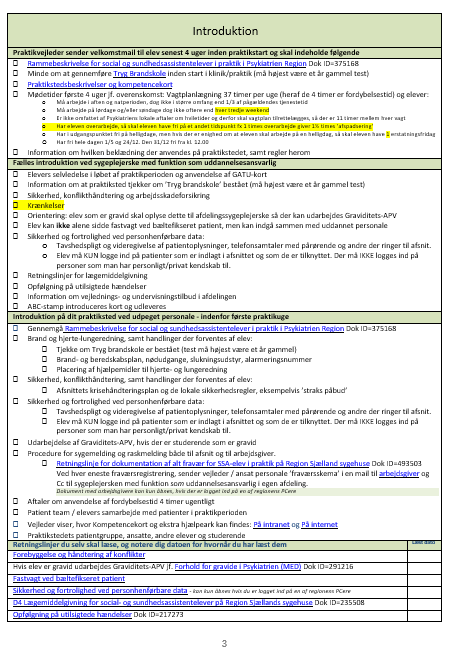 Introduktion
Praktikvejleder sender velkomstmail til elev senest 4 uger inden praktikstart og skal indeholde følgende
Rammebeskrivelse for social og sundhedsassistentelever i praktik i Psykiatrien Region Dok ID=375168
Minde om at gennemføre Tryg Brandskole inden start i klinik/praktik (må højest være et år gammel test)
Praktikstedsbeskrivelse og kompetencekort
Mødetider første 4 uger jf. overenskomst: Vagtplanlægning 37 timer per uge (heraf de 4 timer er fordybelsestid) og elever:
Må arbejde i aften og natperioden, dog ikke i større omfang end 1/3 af pågældendes tjenestetid
Må arbejde på lørdage og/eller søndage dog ikke oftere end hver tredje weekend
Er ikke omfattet af Psykiatriens lokale aftaler om hviletider og derfor skal vagtplan tilrettelægges, så der er 11 timer mellem hver vagt
Har eleven overarbejde, så skal eleven have fri på et andet tidspunkt fx 1 times overarbejde giver 1½ times 'afspadsering'
Har i udgangspunktet fri på helligdage, men hvis der er enighed om at eleven skal arbejde på en helligdag, så skal eleven have 1 erstatningsfridag
Har fri hele dagen 1/5 og 24/12. Den 31/12 fri fra kl. 12.00
Information om hvilken beklædning der anvendes på praktikstedet, samt regler herom
Fælles introduktion ved sygeplejerske med funktion som uddannelsesansvarlig
Elevers selvledelse i løbet af praktikperioden og anvendelse af GATU-kort
Information om at praktiksted tjekker om 'Tryg brandskole' bestået (må højest være et år gammel test)
Sikkerhed, konflikthåndtering og arbejdsskadeforsikring
Krænkelser
Orientering: elev som er gravid skal oplyse dette til afdelingssygeplejerske så der kan udarbejdes Graviditets-APV
Elev kan ikke alene sidde fastvagt ved bæltefikseret patient, men kan indgå sammen med uddannet personale
Sikkerhed og fortrolighed ved personhenførbare data:
Tavshedspligt og videregivelse af patientoplysninger, telefonsamtaler med pårørende og andre der ringer til afsnit.
Elev må KUN logge ind på patienter som er indlagt i afsnittet og som de er tilknyttet. Der må IKKE logges ind på
personer som man har personligt/privat kendskab til.
Retningslinjer for lægemiddelgivning
Opfølgning på utilsigtede hændelser
Information om vejlednings- og undervisningstilbud i afdelingen
ABC-stamp introduceres kort og udleveres
Introduktion på dit praktiksted ved udpeget personale - indenfor første praktikuge
Gennemgå Rammebeskrivelse for social og sundhedsassistentelever i praktik i Psykiatrien Region Dok ID=375168
Brand og hjerte-lungeredning, samt handlinger der forventes af elev:
Tjekke om Tryg brandskole er bestået (test må højest være et år gammel)
Brand- og beredskabsplan, nødudgange, slukningsudstyr, alarmeringsnummer
Placering af hjælpemidler til hjerte- og lungeredning
Sikkerhed, konflikthåndtering, samt handlinger der forventes af elev:
Afsnittets krisehåndteringsplan og de lokale sikkerhedsregler, eksempelvis 'straks påbud'
Sikkerhed og fortrolighed ved personhenførbare data:
Tavshedspligt og videregivelse af patientoplysninger, telefonsamtaler med pårørende og andre der ringer til afsnit.
Elev må KUN logge ind på patienter som er indlagt i afsnittet og som de er tilknyttet. Der må IKKE logges ind på
personer som man har personligt/privat kendskab til.
Udarbejdelse af Graviditets-APV, hvis der er studerende som er gravid
Procedure for sygemelding og raskmelding både til afsnit og til arbejdsgiver.
Retningslinje for dokumentation af alt fravær for SSA-elev i praktik på Region Sjælland sygehuse Dok ID=493503
Ved hver eneste fraværsregistrering, sender vejleder / ansat personale 'fraværsskema' i en mail til arbejdsgiver og
Cc til sygeplejersken med funktion som uddannelsesansvarlig i egen afdeling.
Dokument med arbejdsgivere kan kun åbnes, hvis der er logget ind på en af regionens PCere
Aftaler om anvendelse af fordybelsestid 4 timer ugentligt
Patient team / elevers samarbejde med patienter i praktikperioden
Vejleder viser, hvor Kompetencekort og ekstra hjælpeark kan findes: På intranet og På internet
Praktikstedets patientgruppe, ansatte, andre elever og studerende
Retningslinjer du selv skal læse, og notere dig datoen for hvornår du har læst dem
Forebyggelse og håndtering af konflikter
Hvis elev er gravid udarbejdes Graviditets-APV jf. Forhold for gravide i Psykiatrien (MED) Dok ID=291216
Fastvagt ved bæltefikseret patient
Sikkerhed og fortrolighed ved personhenførbare data - kan kun åbnes hvis der er logget ind på en af regionens PCere
D4 Lægemiddelgivning for social- og sundhedsassistentelever på Region Sjællands sygehuse Dok ID=235508
Opfølgning på utilsigtede hændelser Dok ID=217273
3